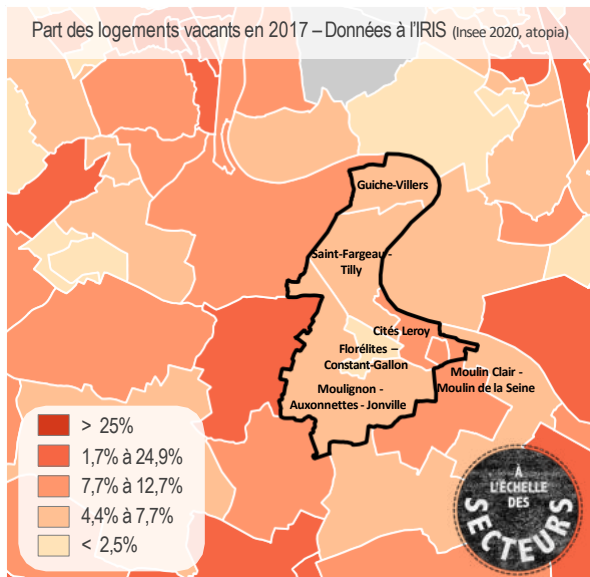 Part des logements vacants en 2017 – Données à l'IRIS (Insee 2020, atopia)
Guiche-Villers
Saint-Fargeau -
Tilly
Cités Leroy
Florélites –
Constant-Gallon
Moulin Clair -
Moulin de la Seine
Moulignon -
Auxonnettes - Jonville
> 25%
1,7% à 24,9%
7,7% à 12,7%
4,4% à 7,7%
< 2,5%
À
L'ÉCHELLE
DES
SECTEURS